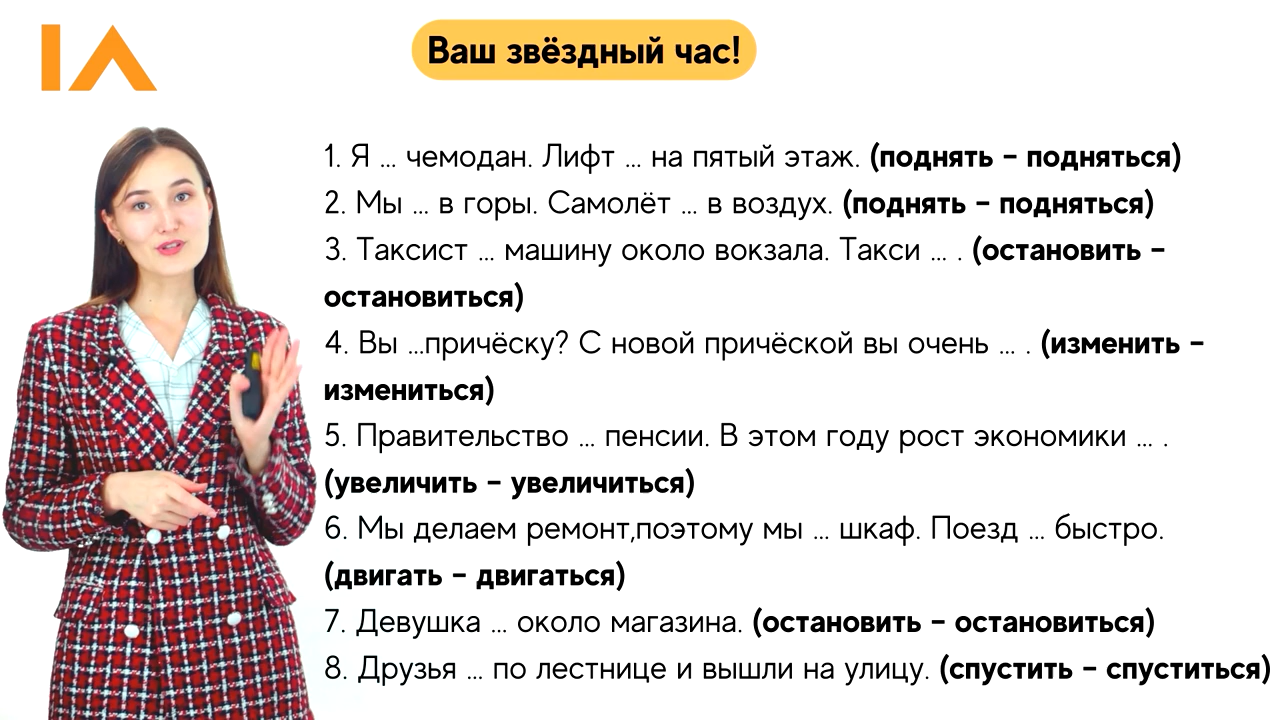 IA
Ваш звёздный час!
1. Я ... чемодан. Лифт ... на пятый этаж. (поднять – подняться)
2. Мы ... в горы. Самолёт ... в воздух. (поднять – подняться)
3. Таксист ... машину около вокзала. Такси ... . (остановить –
остановиться)
4. Вы ...причёску? С новой причёской вы очень ... . (изменить –
измениться)
5. Правительство ... пенсии. В этом году рост экономики ... .
(увеличить – увеличиться)
6. Мы делаем ремонт,поэтому мы ... шкаф. Поезд ... быстро.
(двигать – двигаться)
7. Девушка ... около магазина. (остановить – остановиться)
8. Друзья ... по лестнице и вышли на улицу. (спустить – спуститься)